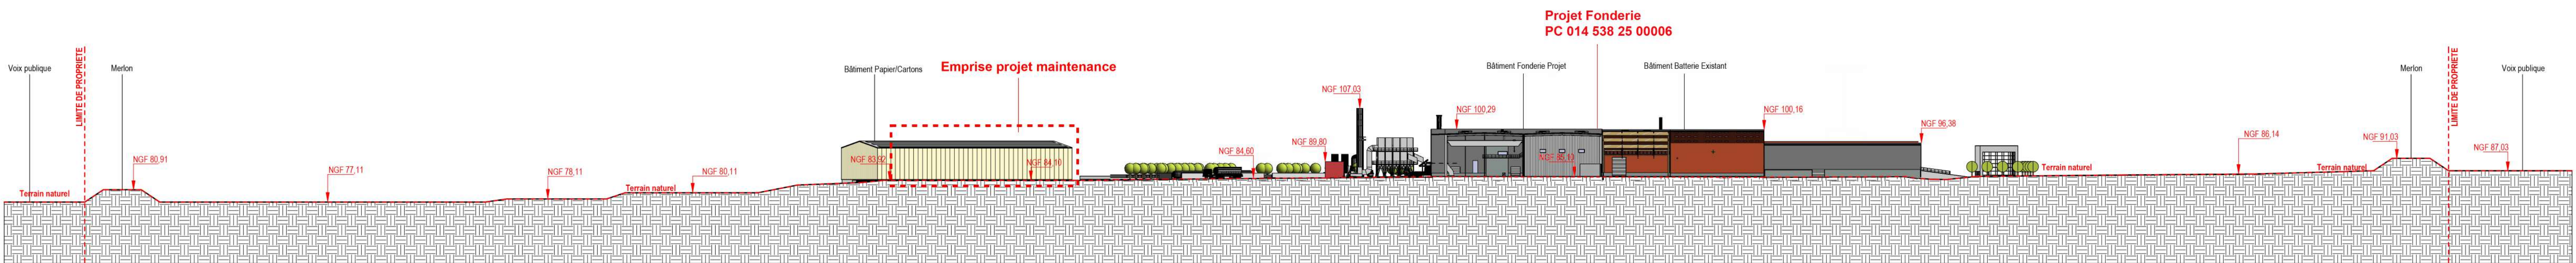 Projet Fonderie
PC 014 538 25 00006
Voix publique
LIMITE DE PROPRIETE
Merlon
Bâtiment Papier/Cartons
Emprise projet maintenance
Bâtiment Fonderie Projet
Bâtiment Batterie Existant
Merlon
LIMITE DE PROPRIETE
Voix publique
NGF 107,03
NGF 100,29
NGF 100,16
NGF 96,38
NGF 80,91
NGF 77,11
NGF 78,11
NGF 80,11
NGF 83,92
NGF 84,10
NGF 84,60
NGF 89,80
NGF 86,14
NGF 91,03
NGF 87,03
Terrain naturel
Terrain naturel
Terrain naturel
Terrain naturel